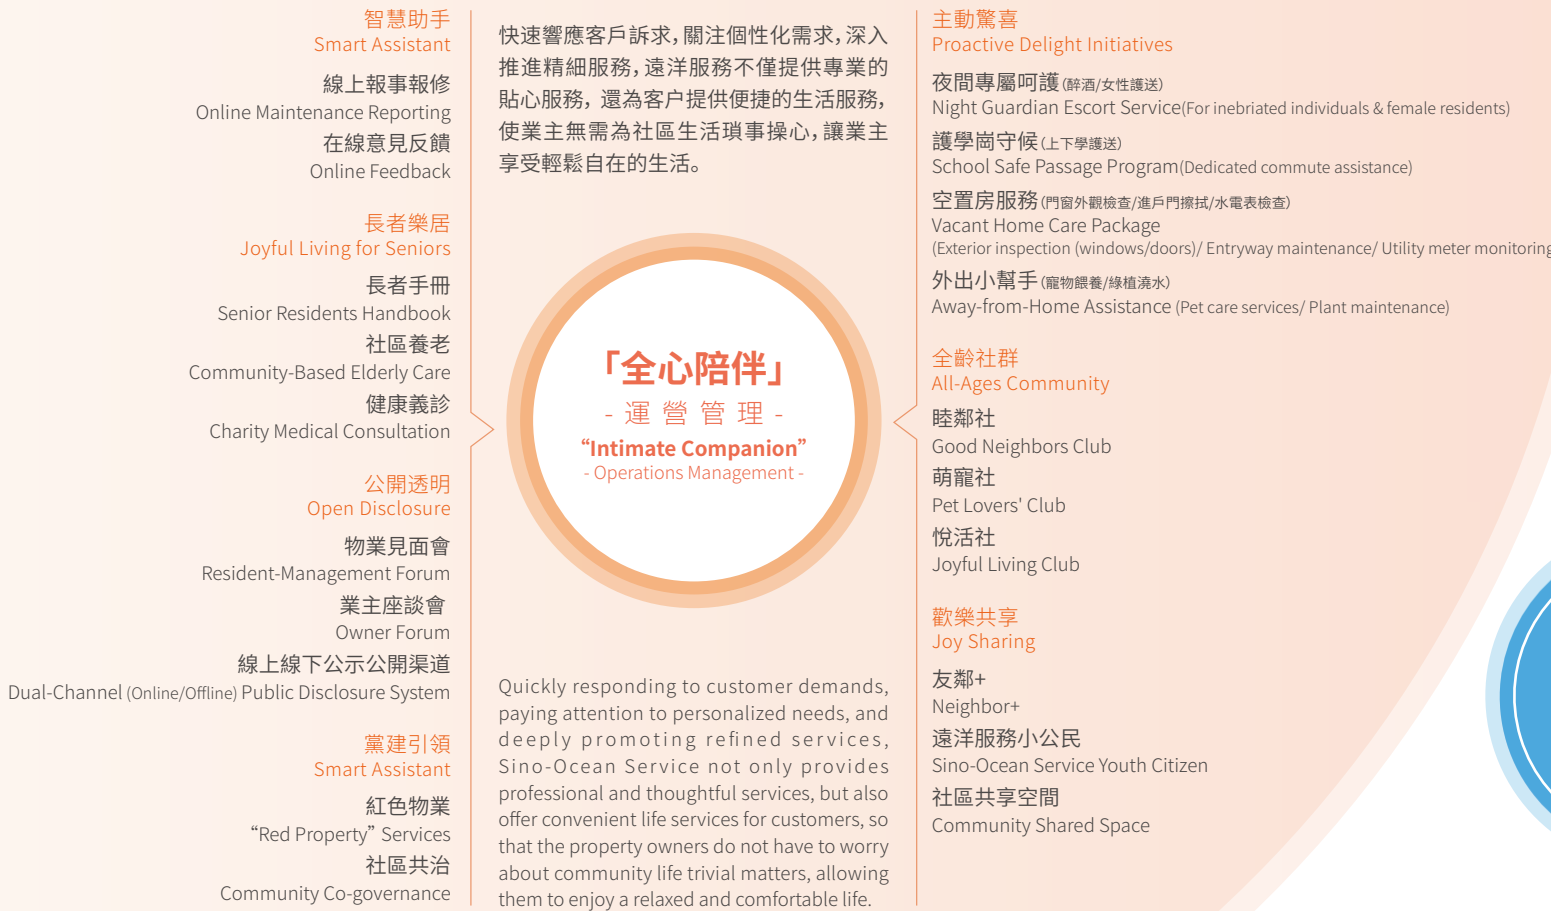 智慧助手
Smart Assistant
線上報事報修
Online Maintenance Reporting
在線意見反饋
Online Feedback
長者樂居
Joyful Living for Seniors
長者手冊
Senior Residents Handbook
社區養老
Community-Based Elderly Care
健康義診
Charity Medical Consultation
公開透明
Open Disclosure
物業見面會
Resident-Management Forum
業主座談會
Owner Forum
線上線下公示公開渠道
Dual-Channel (Online/Offline) Public Disclosure System
黨建引領
Smart Assistant
紅色物業
“Red Property” Services
社區共治
Community Co-governance
快速響應客戶訴求，關注個性化需求，深入
推進精細服務，遠洋服務不僅提供專業的
貼心服務，還為客户提供便捷的生活服務，
使業主無需為社區生活瑣事操心，讓業主
享受輕鬆自在的生活。
「全心陪伴」
- 運營管理 -
“Intimate Companion”
- Operations Management -
Quickly responding to customer demands,
paying attention to personalized needs, and
deeply promoting refined services,
Sino-Ocean Service not only provides
professional and thoughtful services, but also
offer convenient life services for customers, so
that the property owners do not have to worry
about community life trivial matters, allowing
them to enjoy a relaxed and comfortable life.
主動驚喜
Proactive Delight Initiatives
夜間專屬呵護（醉酒/女性護送）
Night Guardian Escort Service(For inebriated individuals & female residents)
護學崗守候（上下學護送）
School Safe Passage Program(Dedicated commute assistance)
空置房服務（門窗外觀檢查/進戶門擦拭/水電表檢查）
Vacant Home Care Package
(Exterior inspection (windows/doors)/ Entryway maintenance/ Utility meter monitoring
外出小幫手（寵物餵養/綠植澆水）
Away-from-Home Assistance (Pet care services/ Plant maintenance)
全齡社群
All-Ages Community
睦鄰社
Good Neighbors Club
萌寵社
Pet Lovers' Club
悅活社
Joyful Living Club
歡樂共享
Joy Sharing
友鄰+
Neighbor+
遠洋服務小公民
Sino-Ocean Service Youth Citizen
社區共享空間
Community Shared Space